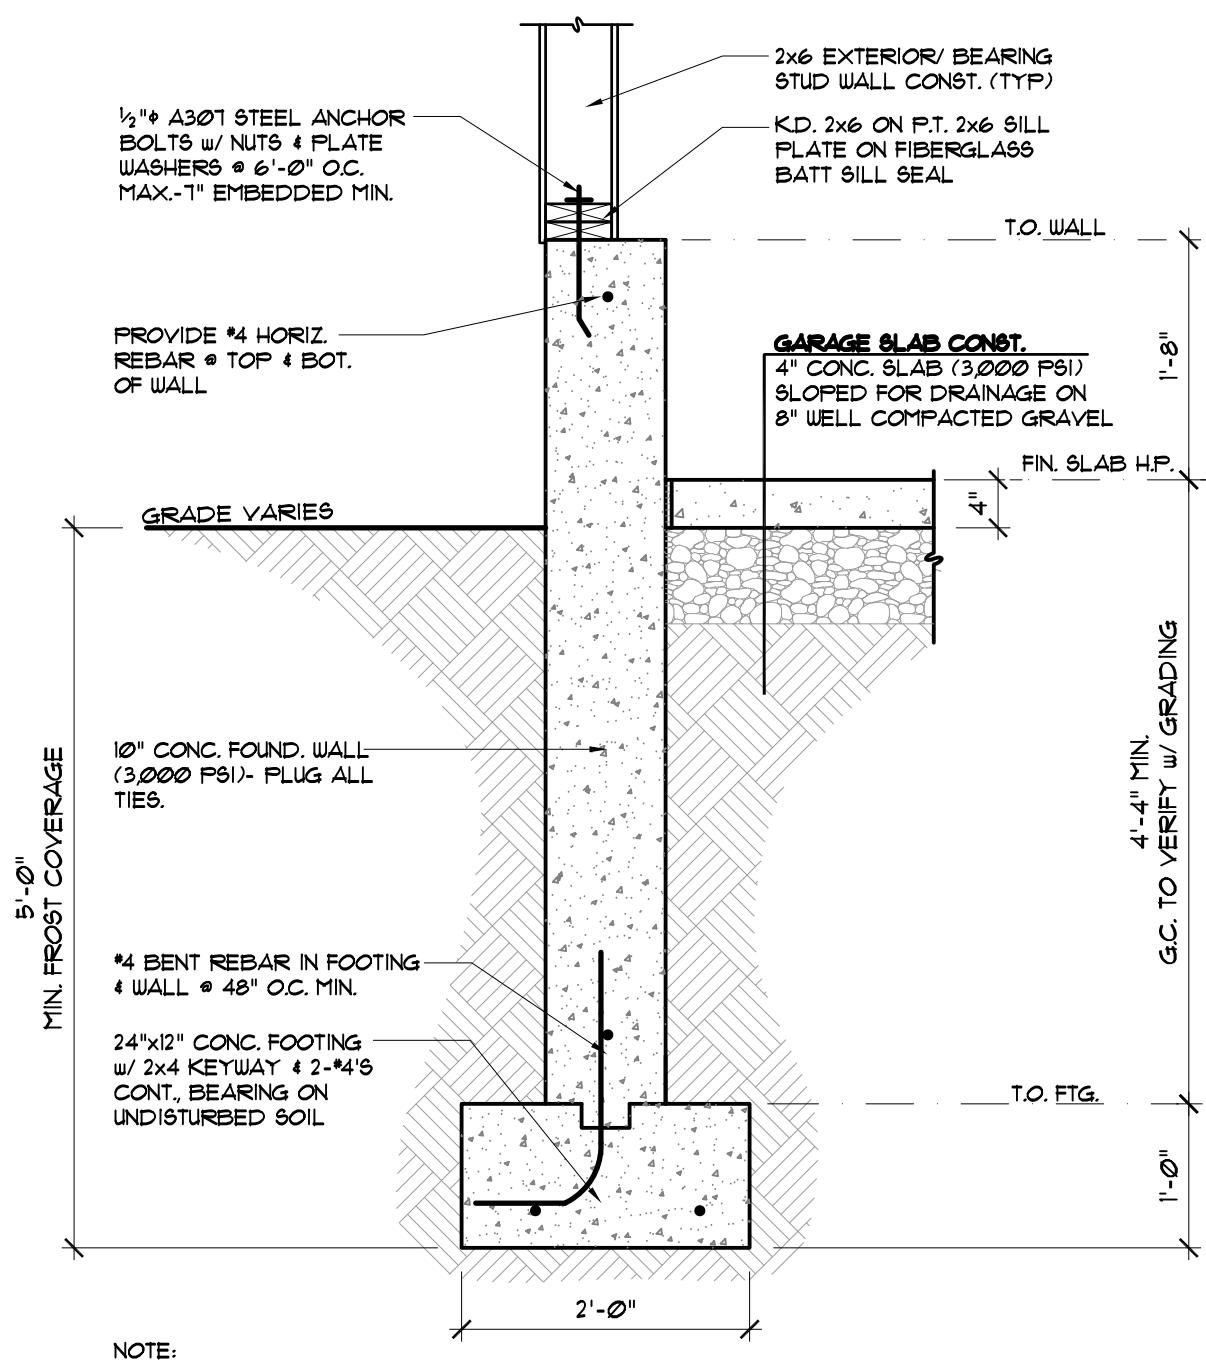 2x6 EXTERIOR/ BEARING
STUD WALL CONST. (TYP)
½"ϕ A307 STEEL ANCHOR
BOLTS w/ NUTS & PLATE
WASHERS @ 6'-0" O.C.
MAX.-7" EMBEDDED MIN.
K.D. 2x6 ON P.T. 2x6 SILL
PLATE ON FIBERGLASS
BATT SILL SEAL
T.O. WALL
PROVIDE #4 HORIZ.
REBAR @ TOP & BOT.
OF WALL
GARAGE SLAB CONST.
4" CONC. SLAB (3,000 PSI)
SLOPED FOR DRAINAGE ON
8" WELL COMPACTED GRAVEL
1'-8"
FIN. SLAB H.P.
4"
GRADE VARIES
10" CONC. FOUND. WALL
(3,000 PSI)- PLUG ALL
TIES.
5'-0"
MIN. FROST COVERAGE
4'-4" MIN.
G.C. TO VERIFY w/ GRADING
#4 BENT REBAR IN FOOTING
& WALL @ 48" O.C. MIN.
24"x12" CONC. FOOTING
w/ 2x4 KEYWAY & 2-#4'S
CONT., BEARING ON
UNDISTURBED SOIL
T.O. FTG.
1'-0"
2'-0"
NOTE: